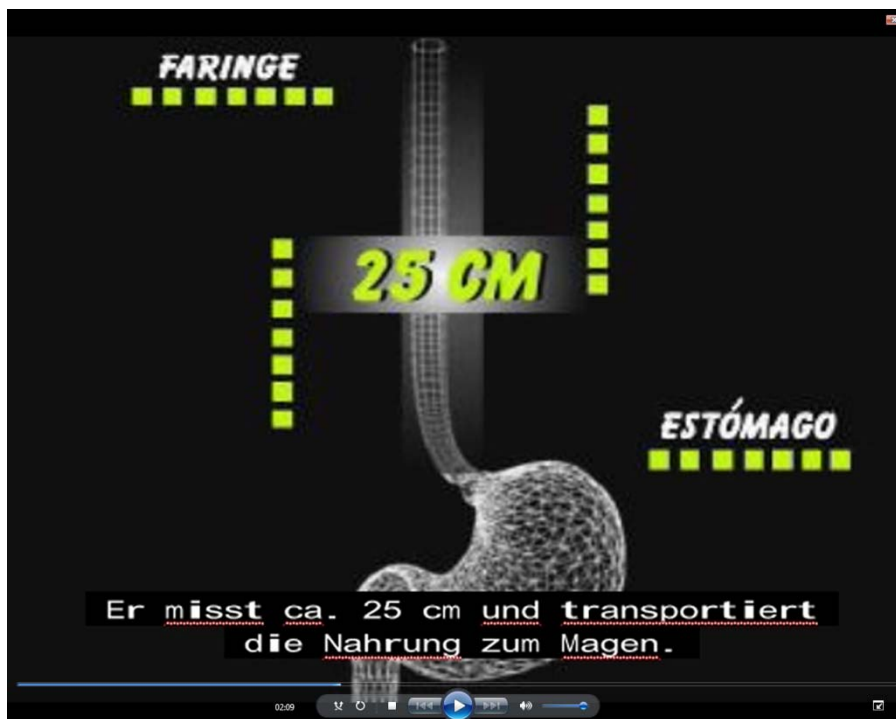 FARINGE
25 CM
ESTÓMAGO
Er misst ca. 25 cm und transportiert
die Nahrung zum Magen.
02:09